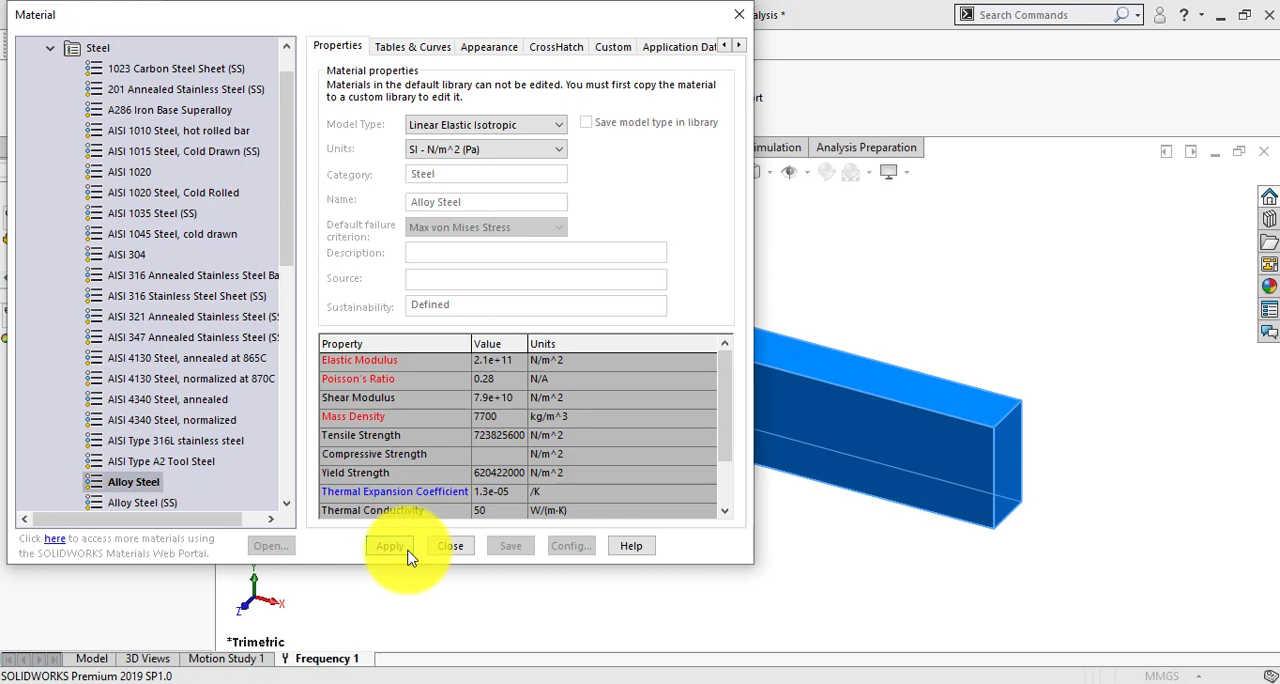 Material
alysis *
Search Commands
?
Steel
1023 Carbon Steel Sheet (SS)
201 Annealed Stainless Steel (SS)
A286 Iron Base Superalloy
AISI 1010 Steel, hot rolled bar
AISI 1015 Steel, Cold Drawn (SS)
AISI 1020
AISI 1020 Steel, Cold Rolled
AISI 1035 Steel (SS)
AISI 1045 Steel, cold drawn
AISI 304
AISI 316 Annealed Stainless Steel Ba
AISI 316 Stainless Steel Sheet (SS)
AISI 321 Annealed Stainless Steel (S
AISI 347 Annealed Stainless Steel (S
AISI 4130 Steel, annealed at 865C
AISI 4130 Steel, normalized at 870C
AISI 4340 Steel, annealed
AISI 4340 Steel, normalized
AISI Type 316L stainless steel
AISI Type A2 Tool Steel
Alloy Steel
Alloy Steel (SS)
Click here to access more materials using
the SOLIDWORKS Materials Web Portal.
Open...
Properties Tables & Curves Appearance CrossHatch Custom Application Dat
Material properties
Materials in the default library can not be edited. You must first copy the material
to a custom library to edit it.
Model Type: Linear Elastic Isotropic Save model type in library
Units: SI - N/m^2 (Pa)
Category: Steel
Name: Alloy Steel
Default failure
criterion: Max von Mises Stress
Description:
Source:
Sustainability: Defined
Property Value Units
Elastic Modulus 2.1e+11 N/m^2
Poisson's Ratio 0.28 N/A
Shear Modulus 7.9e+10 N/m^2
Mass Density 7700 kg/m^3
Tensile Strength 723825600 N/m^2
Compressive Strength N/m^2
Yield Strength 620422000 N/m^2
Thermal Expansion Coefficient 1.3e-05 /K
Thermal Conductivity 50 W/(m·K)
Apply Close Save Config... Help
rt
imulation Analysis Preparation
Y
Z X
*Trimetric
Model 3D Views Motion Study 1 Frequency 1
SOLIDWORKS Premium 2019 SP1.0
MMGS